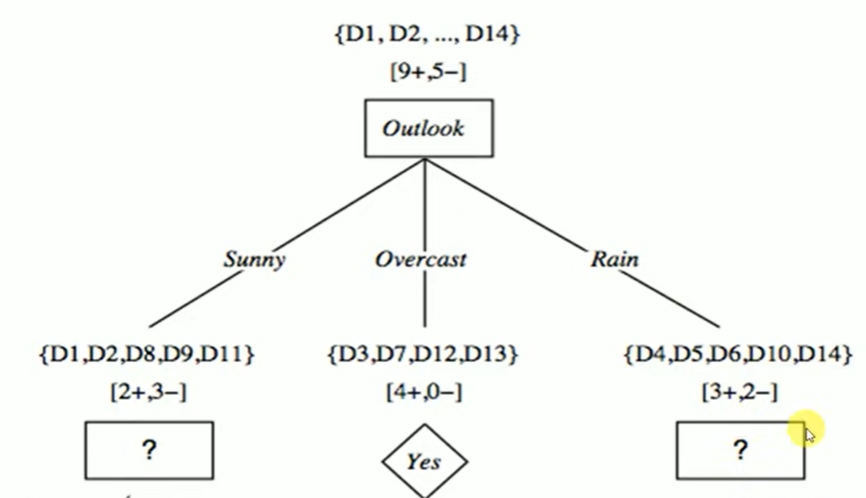 {D1, D2, ..., D14}
[9+,5−]
Outlook
Sunny
Overcast
Rain
{D1,D2,D8,D9,D11}
{D3,D7,D12,D13}
{D4,D5,D6,D10,D14}
[2+,3−]
[4+,0−]
[3+,2−]
?
Yes
?